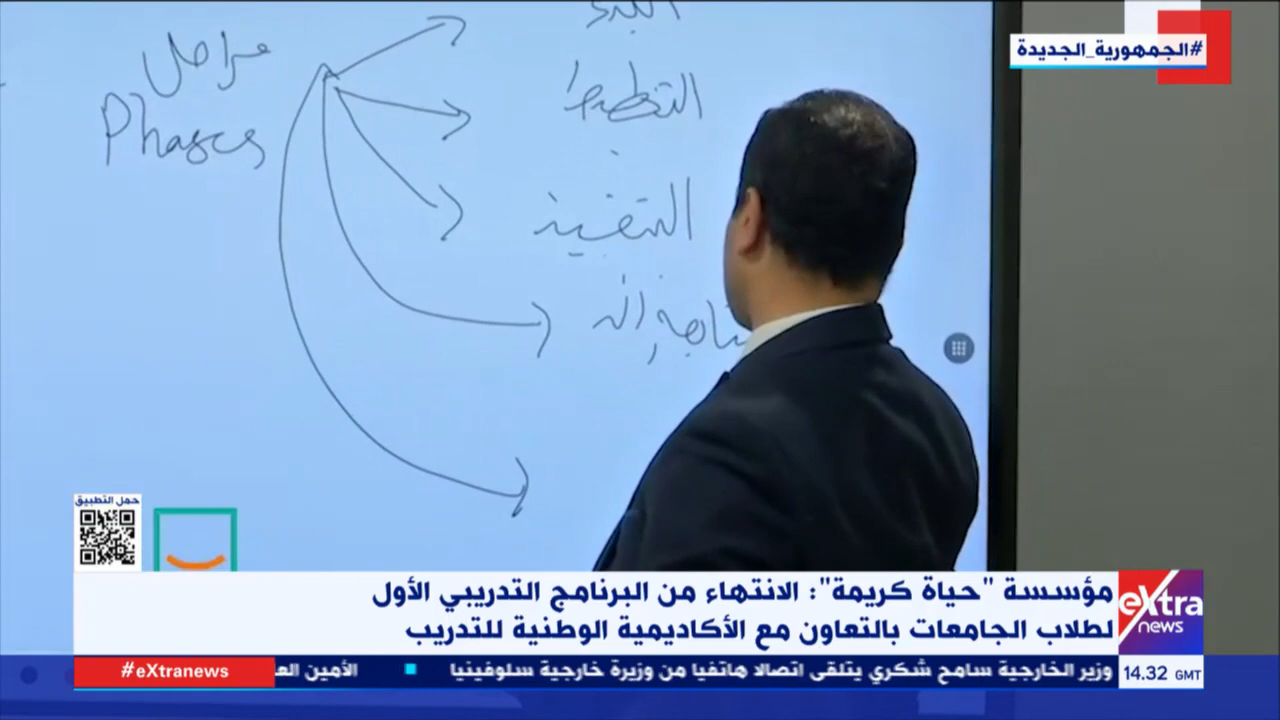 #الجمهورية_الجديدة
مراحل
Phases
البدء
التخطيط
التنفيذ
حمل التطبيق
مؤسسة "حياة كريمة": الانتهاء من البرنامج التدريبي الأول
لطلاب الجامعات بالتعاون مع الأكاديمية الوطنية للتدريب
eXtra
news
وزير الخارجية سامح شكري يتلقى اتصالا هاتفيا من وزيرة خارجية سلوفينيا
الأمين
#eXtranews
14.32 GMT